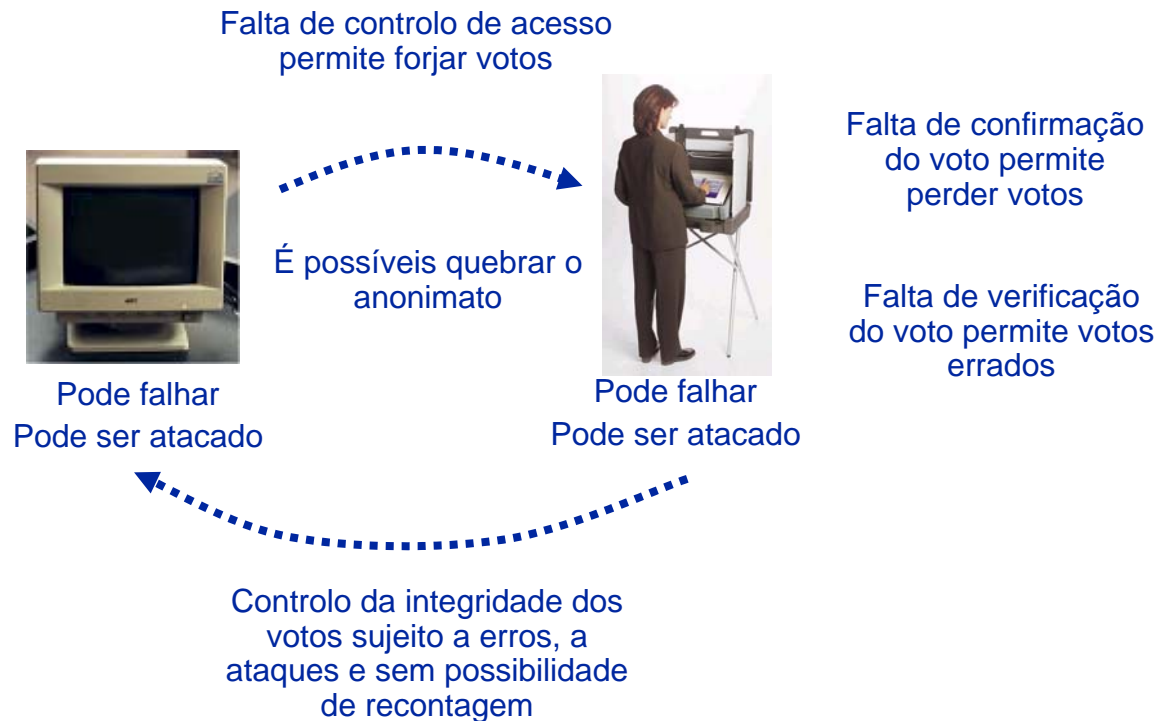 Falta de controlo de acesso
permite forjar votos
Falta de confirmação
do voto permite
perder votos
É possíveis quebrar o
anonimato
Falta de verificação
do voto permite votos
errados
Pode falhar
Pode ser atacado
Pode falhar
Pode ser atacado
Controlo da integridade dos
votos sujeito a erros, a
ataques e sem possibilidade
de recontagem